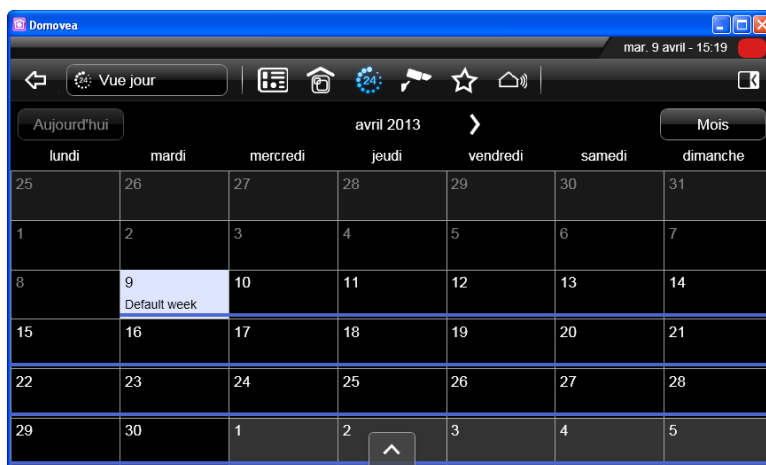 Domovea
mar. 9 avril - 15:19
24 Vue jour 24
Aujourd'hui avril 2013 Mois
lundi mardi mercredi jeudi vendredi samedi dimanche
25 26 27 28 29 30 31
1 2 3 4 5 6 7
8 9 10 11 12 13 14
Default week
15 16 17 18 19 20 21
22 23 24 25 26 27 28
29 30 1 2 3 4 5